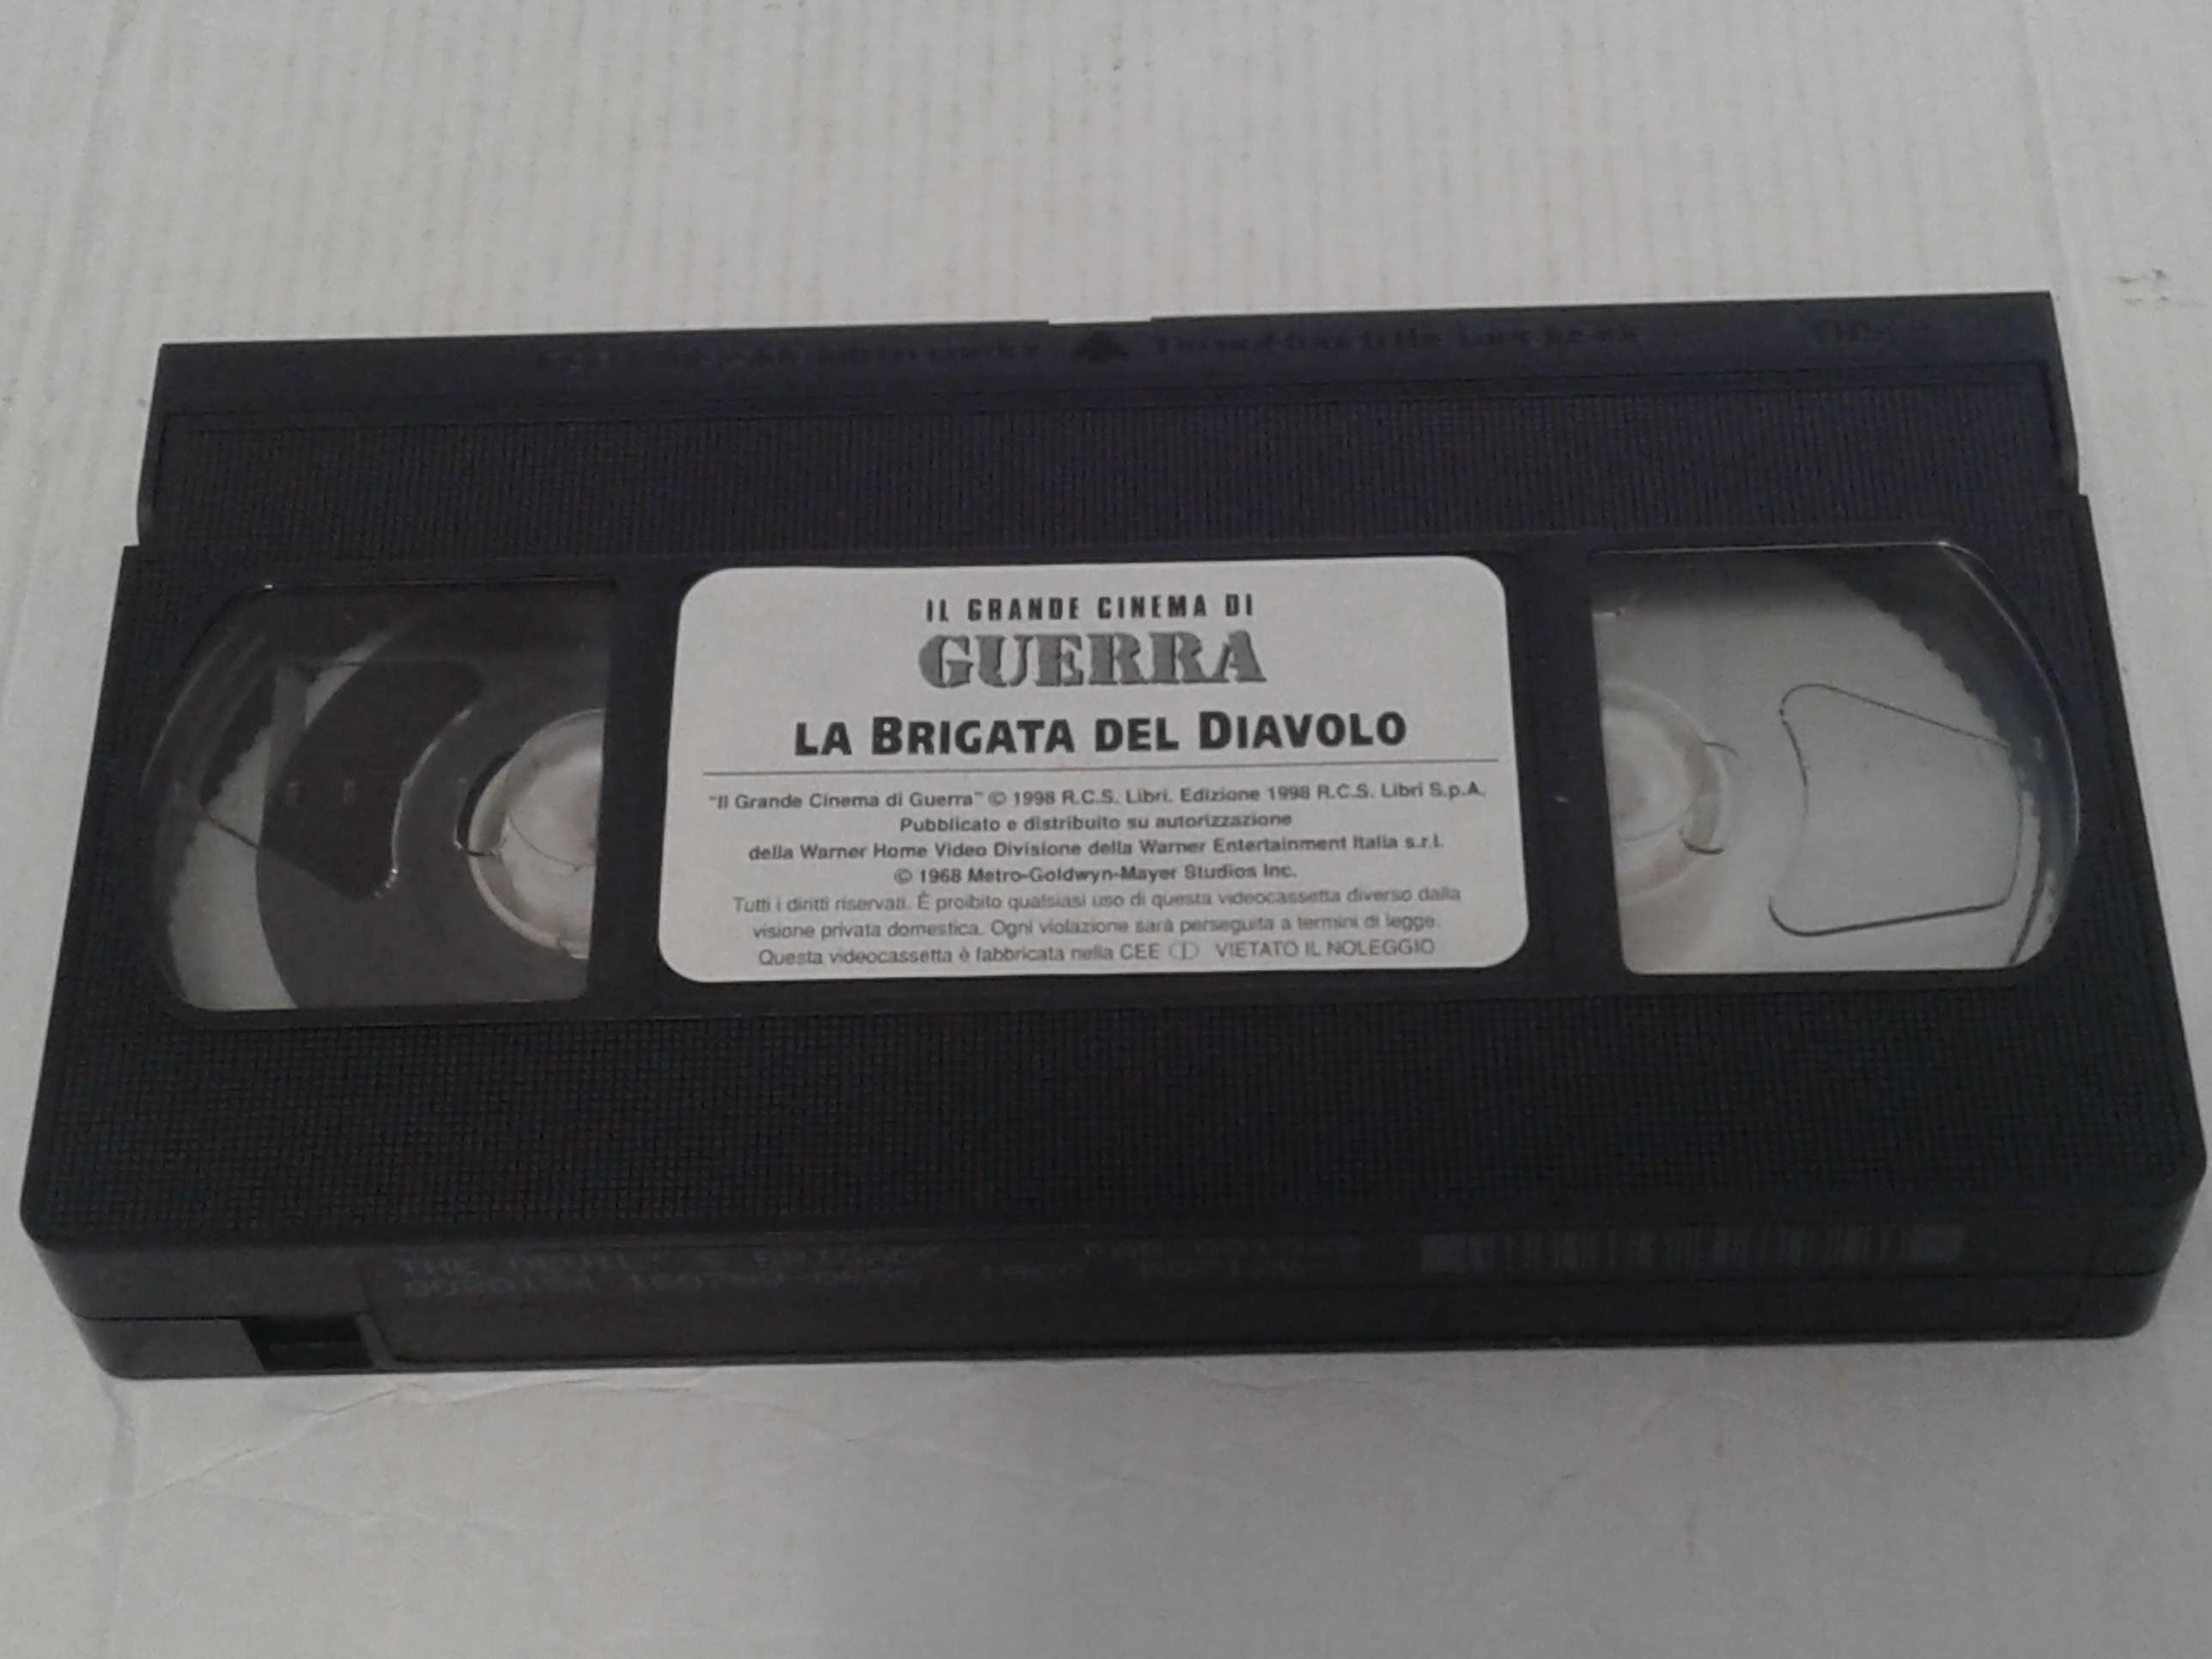 IL GRANDE CINEMA DI
GUERRA
LA BRIGATA DEL DIAVOLO
"Il Grande Cinema di Guerra" © 1998 R.C.S. Libri. Edizione 1998 R.C.S. Libri S.p.A.
Pubblicato e distribuito su autorizzazione
della Warner Home Video Divisione della Warner Entertainment Italia s.r.l.
© 1968 Metro-Goldwyn-Mayer Studios Inc.
Tutti i diritti riservati. È proibito qualsiasi uso di questa videocassetta diverso dalla
visione privata domestica. Ogni violazione sarà perseguita a termini di legge.
Questa videocassetta è fabbricata nella CEE VIETATO IL NOLEGGIO
THE DEVIL'S BRIGADE